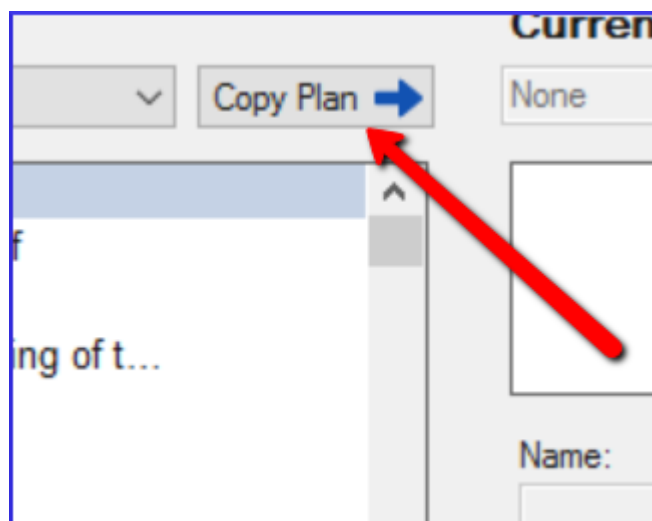 Curren
Copy Plan
None
f
ing of t...
Name: